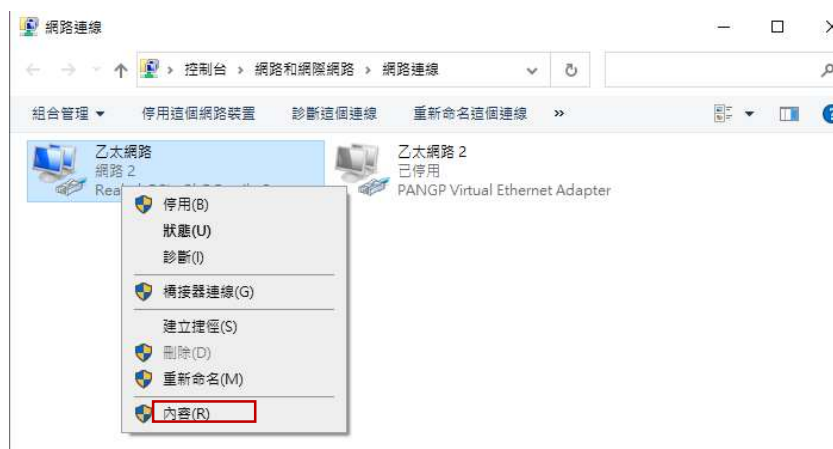 網路連線
控制台 › 網路和網際網路 › 網路連線
組合管理 停用這個網路裝置 診斷這個連線 重新命名這個連線 »
乙太網路
網路 2
乙太網路 2
已停用
PANGP Virtual Ethernet Adapter
停用(B)
狀態(U)
診斷(I)
橋接器連線(G)
建立捷徑(S)
刪除(D)
重新命名(M)
內容(R)